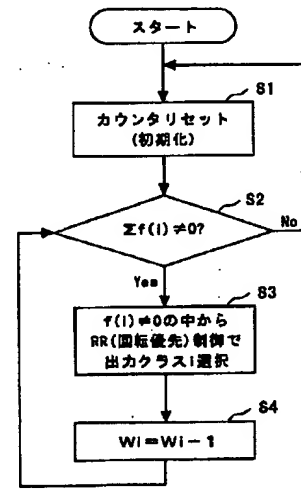 スタート
S1
カウンタリセット
(初期化)
S2
Σf(i)≠0?
No
Yes
S3
f(i)≠0の中から
RR(回転優先)制御で
出力クラスi選択
S4
Wi=Wi-1